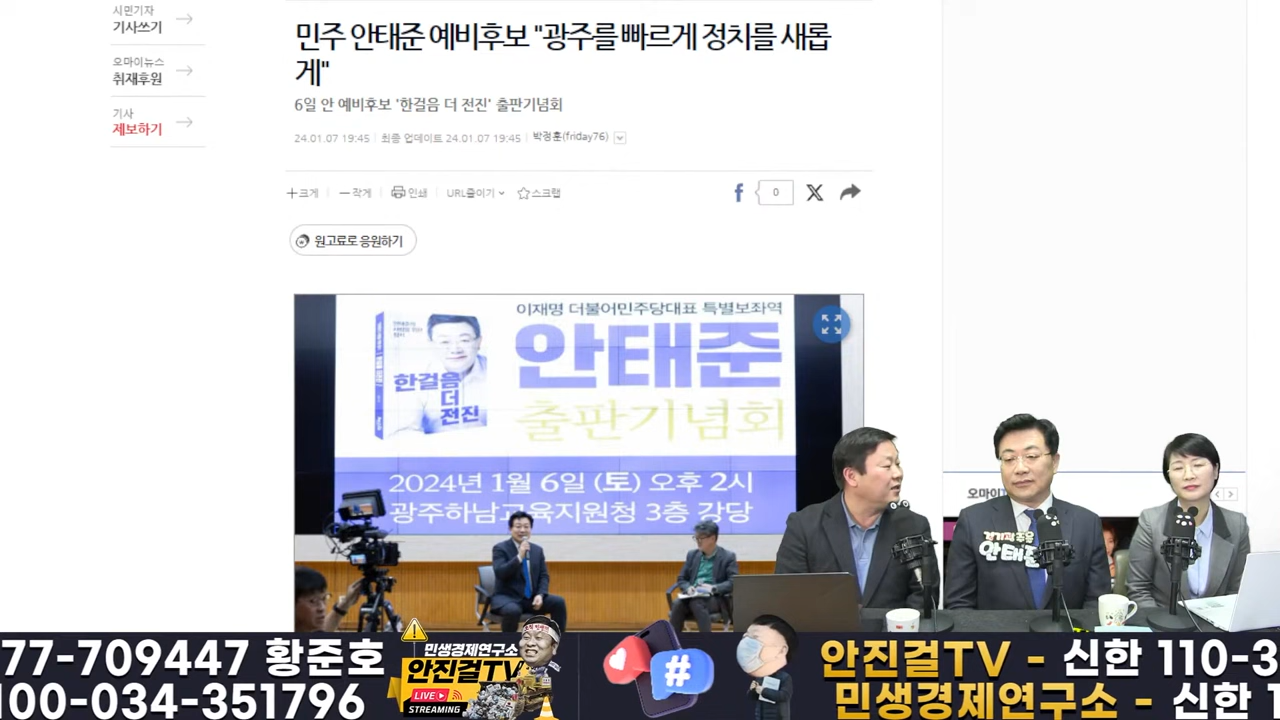 시민기자
기사쓰기
오마이뉴스
취재후원
기사
제보하기
민주 안태준 예비후보 "광주를 빠르게 정치를 새롭
게"
6일 안 예비후보 '한걸음 더 전진' 출판기념회
24.01.07 19:45 최종 업데이트 24.01.07 19:45 박정훈(friday76)
크게 작게 인쇄 URL줄이기 스크랩
0
원고료로 응원하기
이재명 더불어민주당대표 특별보좌역
안태준
출판기념회
한걸음
더
전진
2024년 1월 6일 (토) 오후 2시
광주하남교육지원청 3층 강당
안태준
77-709447 황준호
100-034-351796
민생경제연구소
안진걸TV
LIVE
STREAMING
#
안진걸TV - 신한 110-3
민생경제연구소 - 신한 1